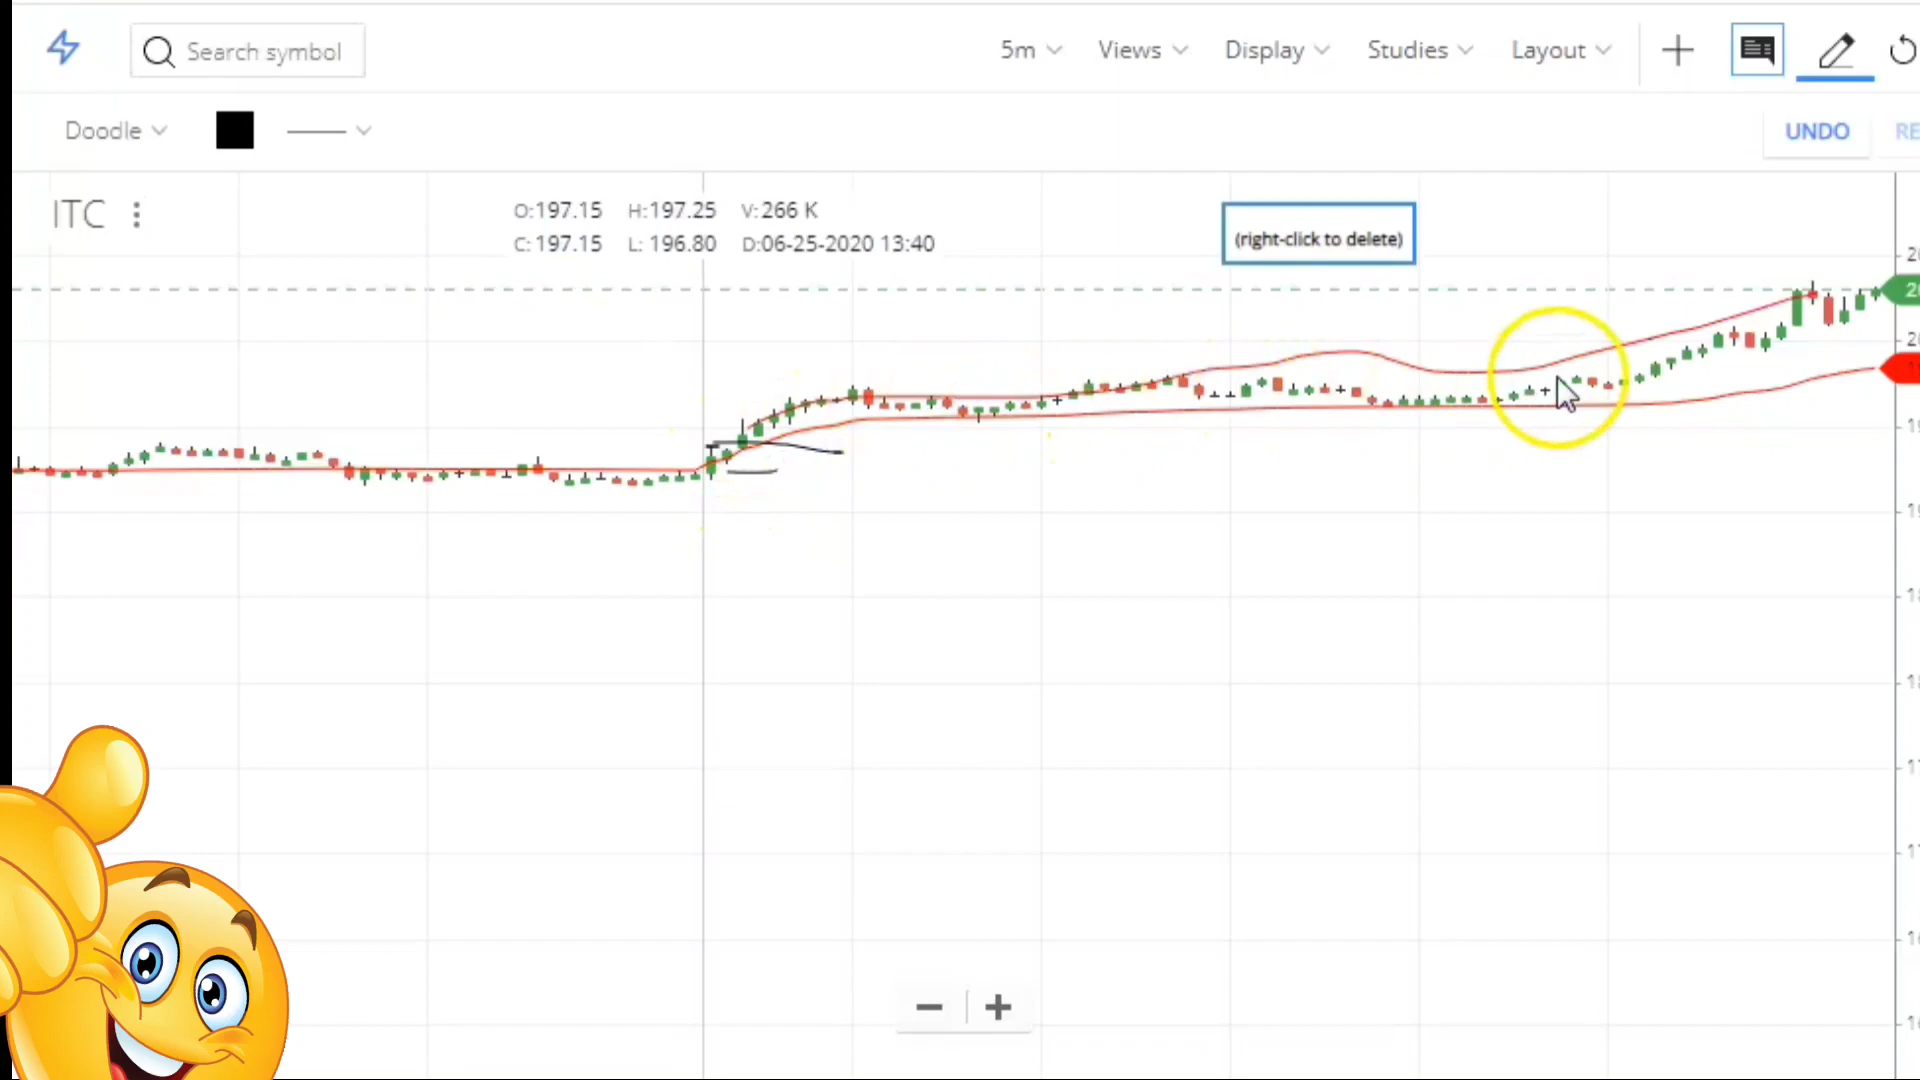 Search symbol
5m Views Display Studies Layout
Doodle
UNDO RE
ITC
O:197.15 H:197.25 V:266 K
C:197.15 L: 196.80 D:06-25-2020 13:40
(right-click to delete)